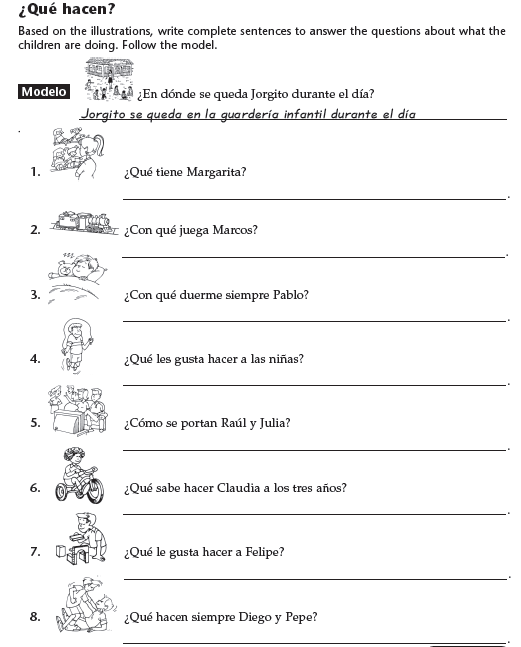 ¿Qué hacen?
Based on the illustrations, write complete sentences to answer the questions about what the
children are doing. Follow the model.
Modelo ¿En dónde se queda Jorgito durante el día?
Jorgito se queda en la guardería infantil durante el día
.
1. ¿Qué tiene Margarita?
.
2. ¿Con qué juega Marcos?
.
3. ¿Con qué duerme siempre Pablo?
.
4. ¿Qué les gusta hacer a las niñas?
.
5. ¿Cómo se portan Raúl y Julia?
.
6. ¿Qué sabe hacer Claudia a los tres años?
.
7. ¿Qué le gusta hacer a Felipe?
.
8. ¿Qué hacen siempre Diego y Pepe?
.